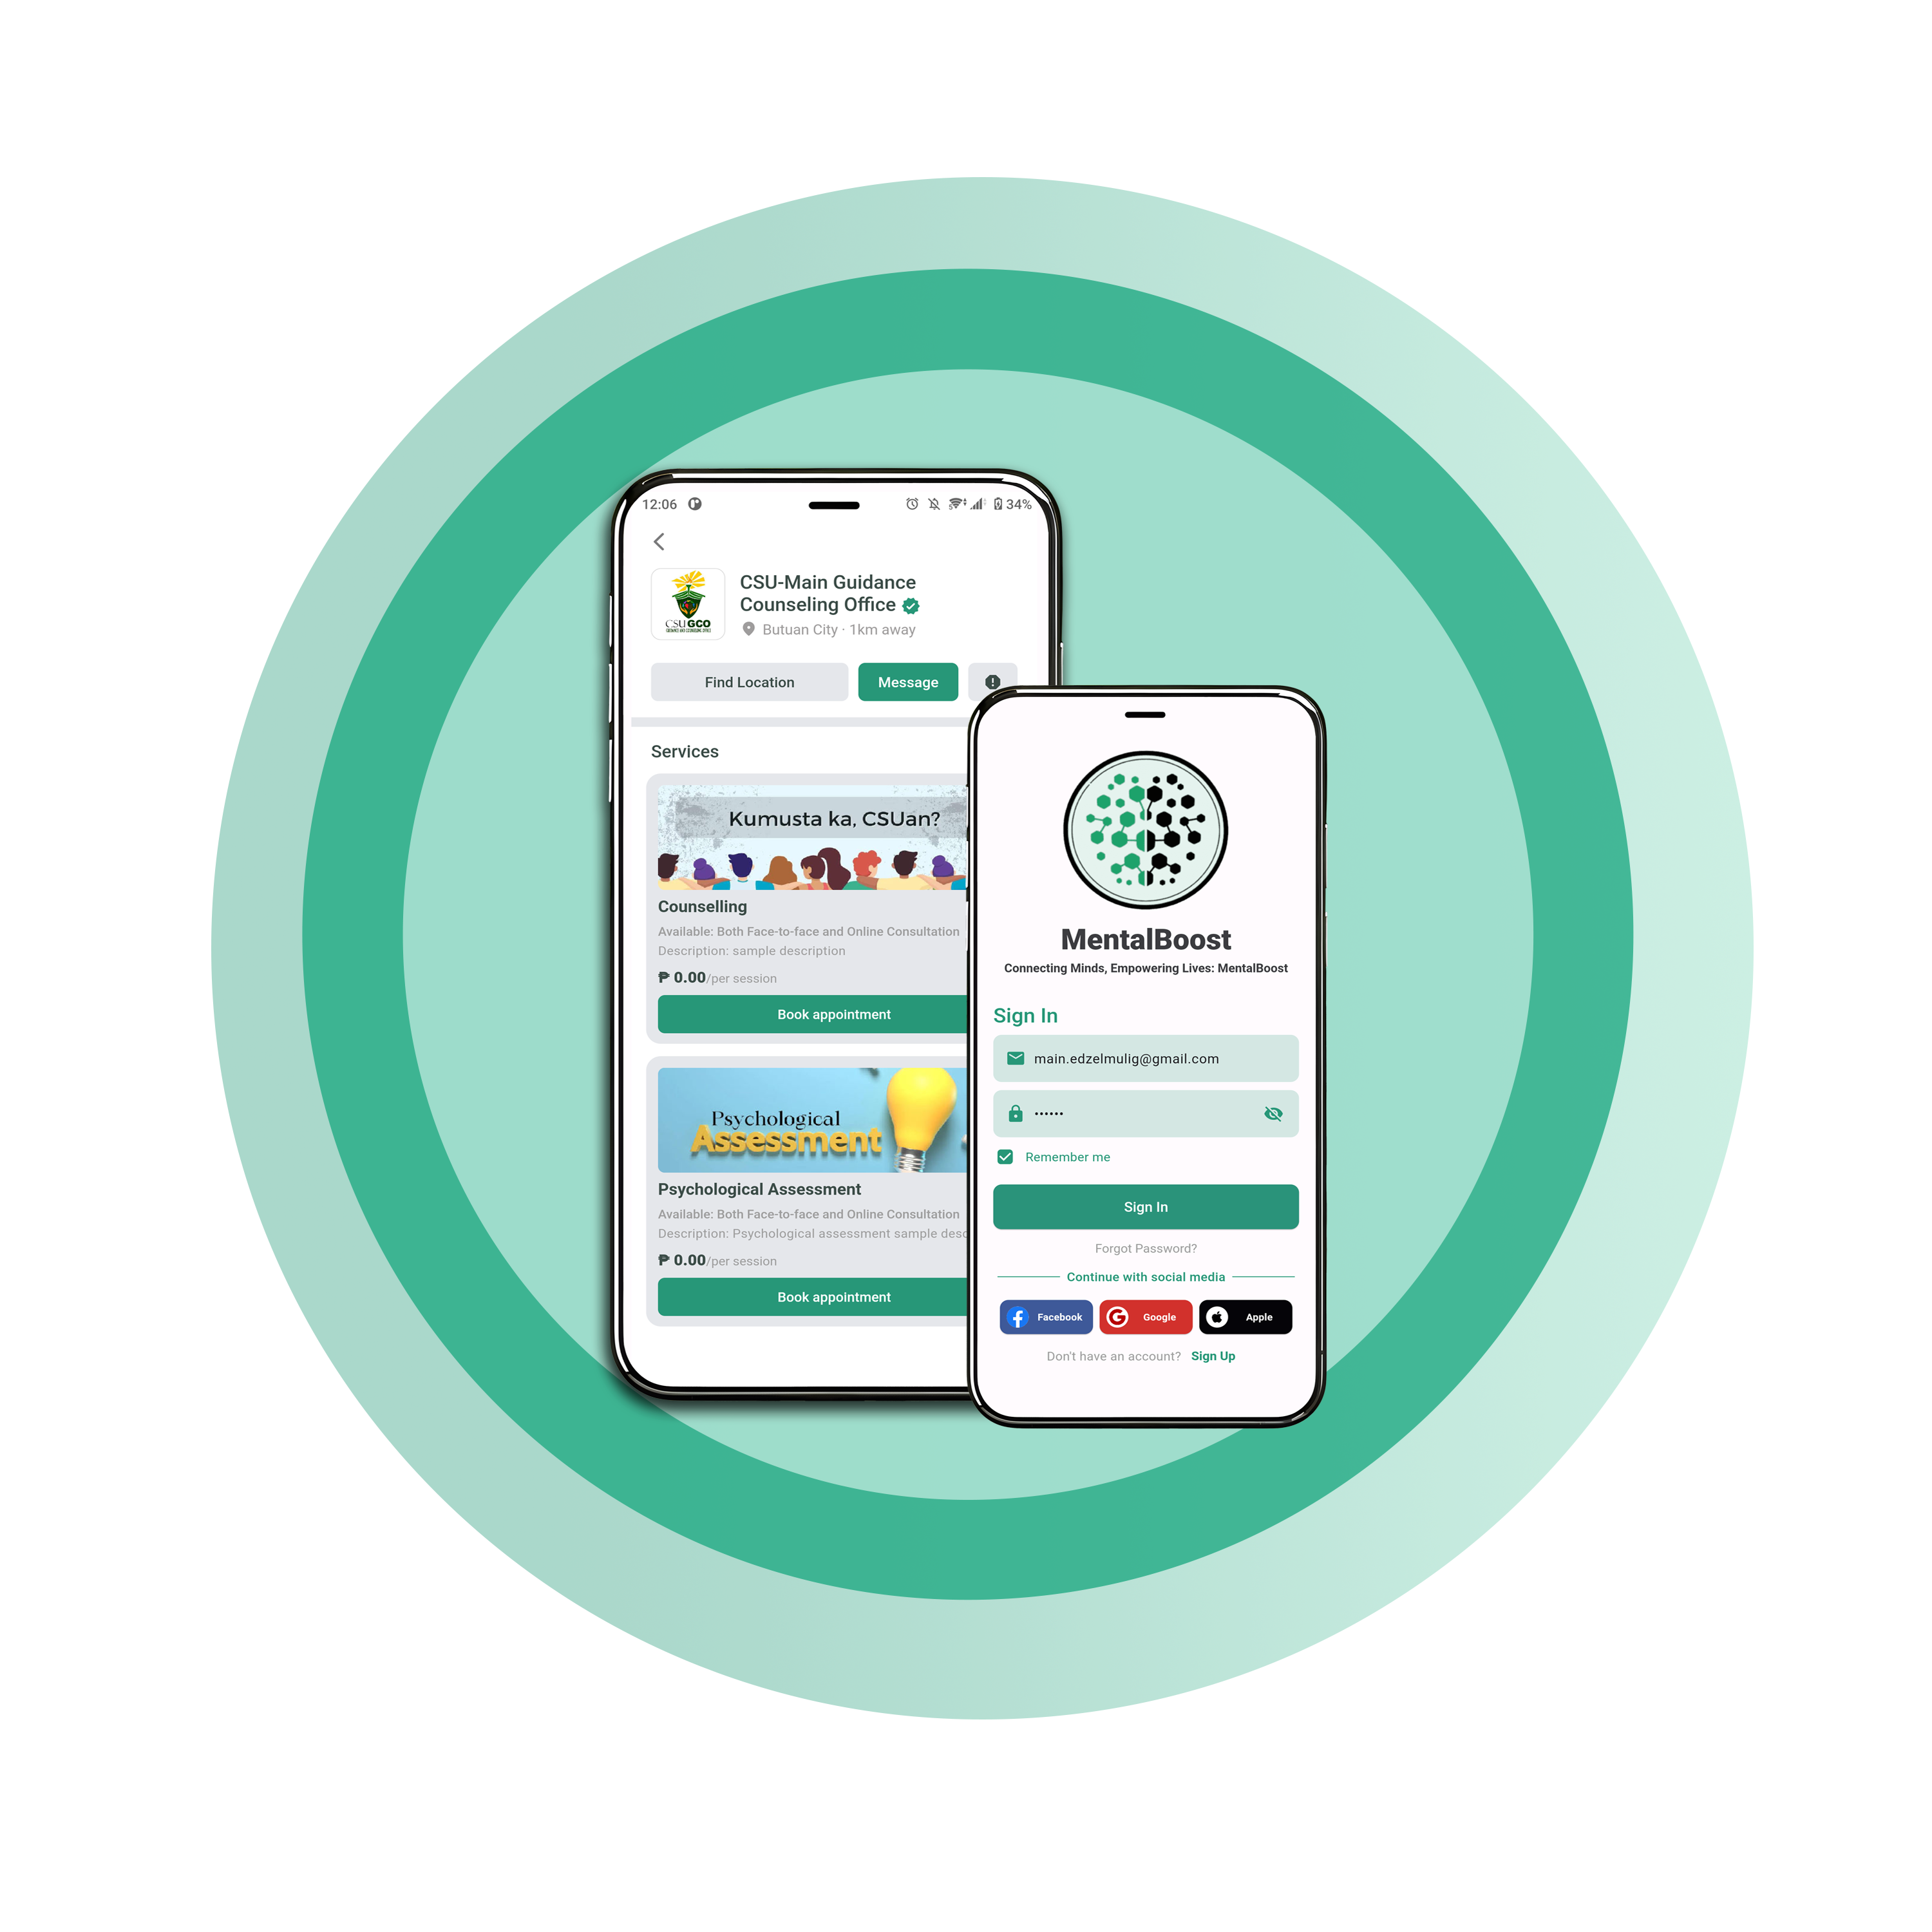 12:06
34%
CSU-Main Guidance
Counseling Office
Butuan City · 1km away
CSU GCO
Find Location
Message
Services
Kumusta ka, CSUan?
Counselling
Available: Both Face-to-face and Online Consultation
Description: sample description
₱ 0.00/per session
Book appointment
Psychological
Assessment
Psychological Assessment
Available: Both Face-to-face and Online Consultation
Description: Psychological assessment sample desc
₱ 0.00/per session
Book appointment
MentalBoost
Connecting Minds, Empowering Lives: MentalBoost
Sign In
main.edzelmulig@gmail.com
••••••
Remember me
Sign In
Forgot Password?
Continue with social media
Facebook
Google
Apple
Don't have an account? Sign Up